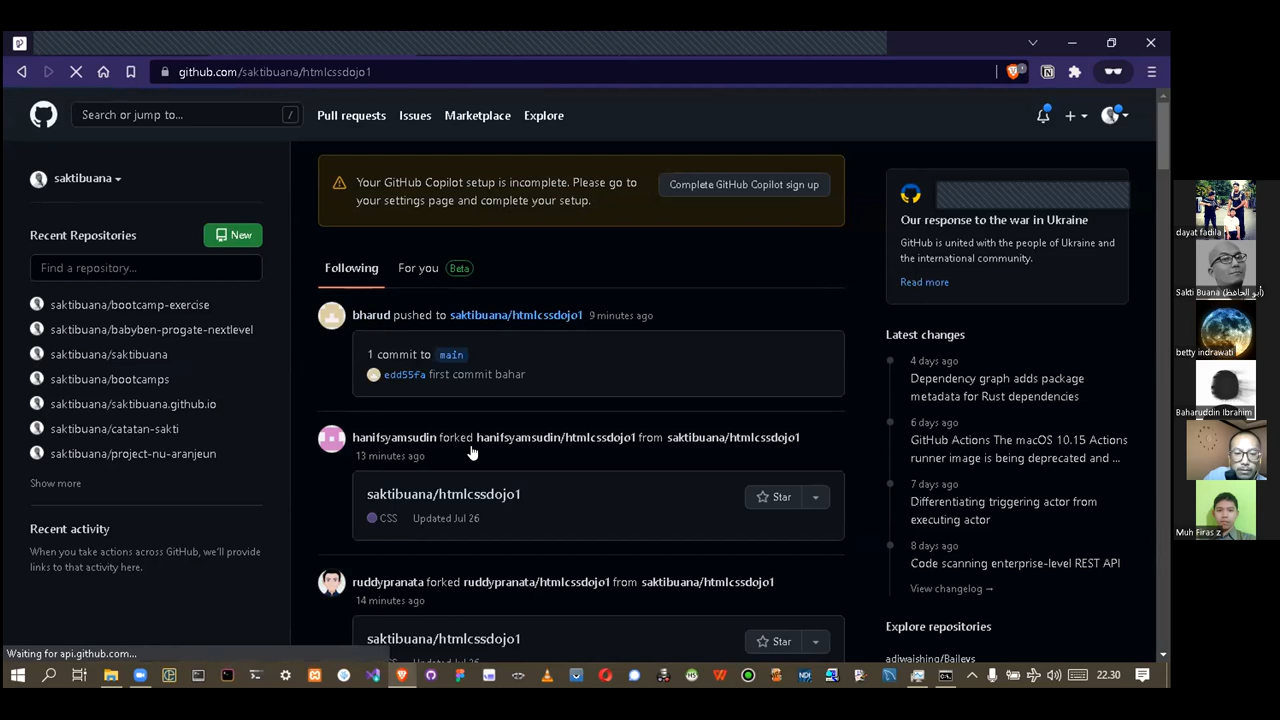 github.com/saktibuana/htmlcssdojo1
Search or jump to...
/
Pull requests
Issues
Marketplace
Explore
saktibuana
Recent Repositories
New
Find a repository...
saktibuana/bootcamp-exercise
saktibuana/babyben-progate-nextlevel
saktibuana/saktibuana
saktibuana/bootcamps
saktibuana/saktibuana.github.io
saktibuana/catatan-sakti
saktibuana/project-nu-aranjeun
Show more
Recent activity
When you take actions across GitHub, we'll provide
links to that activity here.
Waiting for api.github.com...
Your GitHub Copilot setup is incomplete. Please go to
your settings page and complete your setup.
Complete GitHub Copilot sign up
Following
For you
Beta
bharud pushed to saktibuana/htmlcssdojo1 9 minutes ago
1 commit to main
edd55fa first commit bahar
hanifsyamsudin forked hanifsyamsudin/htmlcssdojo1 from saktibuana/htmlcssdojo1
13 minutes ago
saktibuana/htmlcssdojo1
Star
CSS Updated Jul 26
ruddypranata forked ruddypranata/htmlcssdojo1 from saktibuana/htmlcssdojo1
14 minutes ago
saktibuana/htmlcssdojo1
Star
Our response to the war in Ukraine
GitHub is united with the people of Ukraine and
the international community.
Read more
Latest changes
4 days ago
Dependency graph adds package
metadata for Rust dependencies
6 days ago
GitHub Actions The macOS 10.15 Actions
runner image is being deprecated and ...
7 days ago
Differentiating triggering actor from
executing actor
8 days ago
Code scanning enterprise-level REST API
View changelog →
Explore repositories
adiwajshing/Baileys
22.30
dayat fadila
Sakti Buana (أبو الحافظ)
betty indrawati
Baharuddin Ibrahim
Muh Firas z